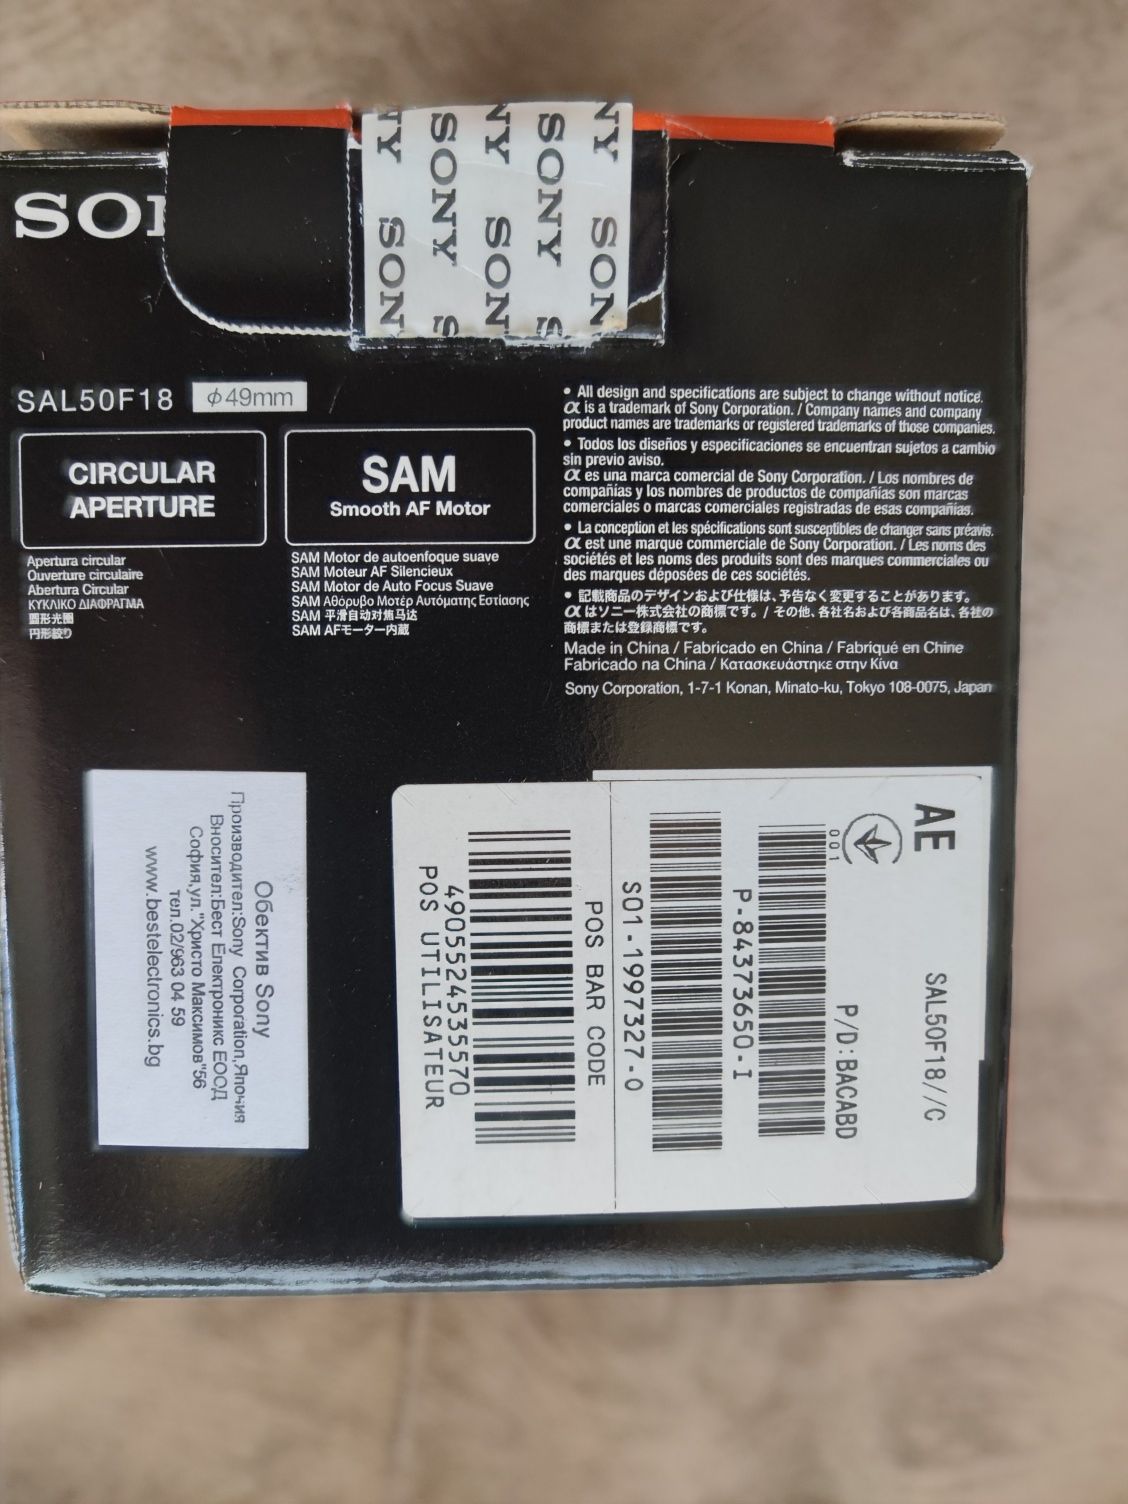 SO
NY SONY NY SONY NY
SON SON SON
SAL50F18 ϕ49mm
CIRCULAR
APERTURE
Apertura circular
Ouverture circulaire
Abertura Circular
ΚΥΚΛΙΚΟ ΔΙΑΦΡΑΓΜΑ
圆形光圈
円形絞り
SAM
Smooth AF Motor
SAM Motor de autoenfoque suave
SAM Moteur AF Silencieux
SAM Motor de Auto Focus Suave
SAM Αθόρυβο Μοτέρ Αυτόματης Εστίασης
SAM 平滑自动对焦马达
SAM AFモーター内蔵
• All design and specifications are subject to change without notice.
α is a trademark of Sony Corporation. / Company names and company
product names are trademarks or registered trademarks of those companies.
• Todos los diseños y especificaciones se encuentran sujetos a cambio
sin previo aviso.
α es una marca comercial de Sony Corporation. / Los nombres de
compañías y los nombres de productos de compañías son marcas
comerciales o marcas comerciales registradas de esas compañías.
• La conception et les spécifications sont susceptibles de changer sans préavis.
α est une marque commerciale de Sony Corporation. / Les noms des
sociétés et les noms des produits sont des marques commerciales ou
des marques déposées de ces sociétés.
• 記載商品のデザインおよび仕様は、予告なく変更することがあります。
αはソニー株式会社の商標です。/ その他、各社名および各商品名は、各社の
商標または登録商標です。
Made in China / Fabricado en China / Fabriqué en Chine
Fabricado na China / Κατασκευάστηκε στην Κίνα
Sony Corporation, 1-7-1 Konan, Minato-ku, Tokyo 108-0075, Japan
Обектив Sony
Производител:Sony Corporation,Япония
Вносител:Бест Електроникс ЕООД
София,ул."Христо Максимов"56
тел.02/963 04 59
www.bestelectronics.bg
AE
001
SAL50F18//C
P/D:BACABD
P-84373650-I
S01-1997327-0
POS BAR CODE
4905524535570
POS UTILISATEUR